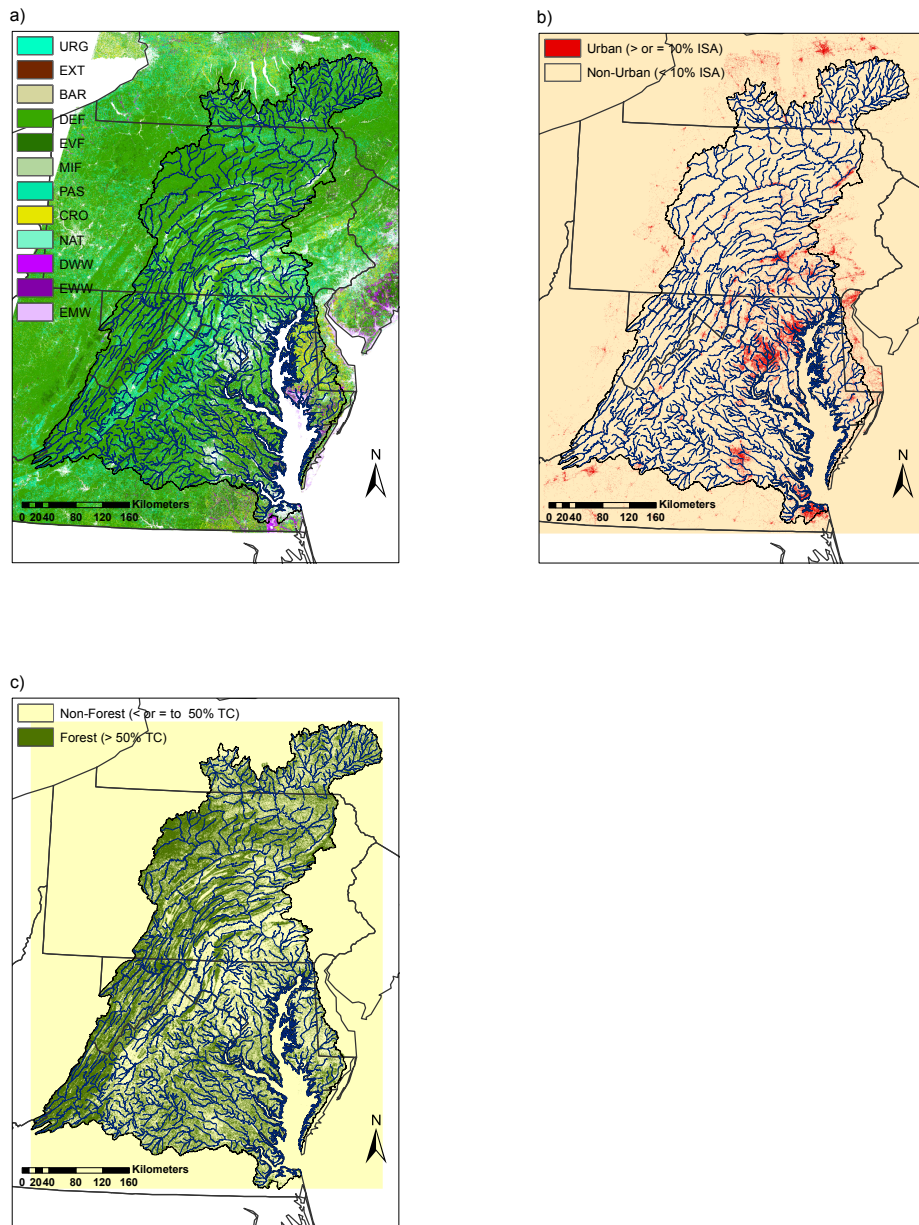 a)
URG
EXT
BAR
DEF
EVF
MIF
PAS
CRO
NAT
DWW
EWW
EMW
N
Kilometers
0 20 40 80 120 160
b)
Urban (> or = 10% ISA)
Non-Urban (< 10% ISA)
N
Kilometers
0 20 40 80 120 160
c)
Non-Forest (< or = to 50% TC)
Forest (> 50% TC)
N
Kilometers
0 20 40 80 120 160